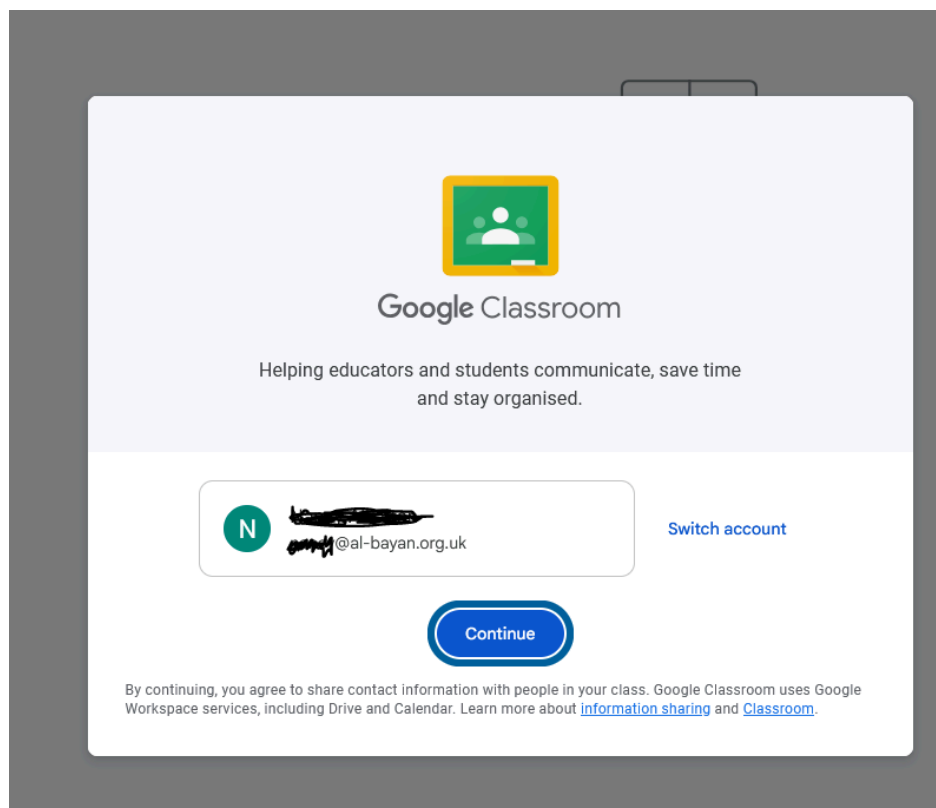 Google Classroom
Helping educators and students communicate, save time
and stay organised.
N
@al-bayan.org.uk
Switch account
Continue
By continuing, you agree to share contact information with people in your class. Google Classroom uses Google
Workspace services, including Drive and Calendar. Learn more about information sharing and Classroom.